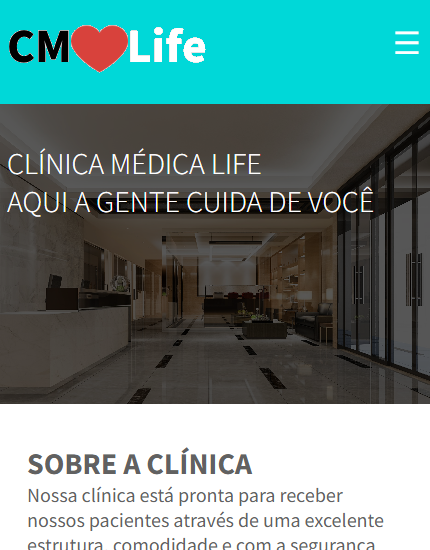 CM Life
CLÍNICA MÉDICA LIFE
AQUI A GENTE CUIDA DE VOCÊ
SOBRE A CLÍNICA
Nossa clínica está pronta para receber
nossos pacientes através de uma excelente
estrutura, comodidade e com a segurança